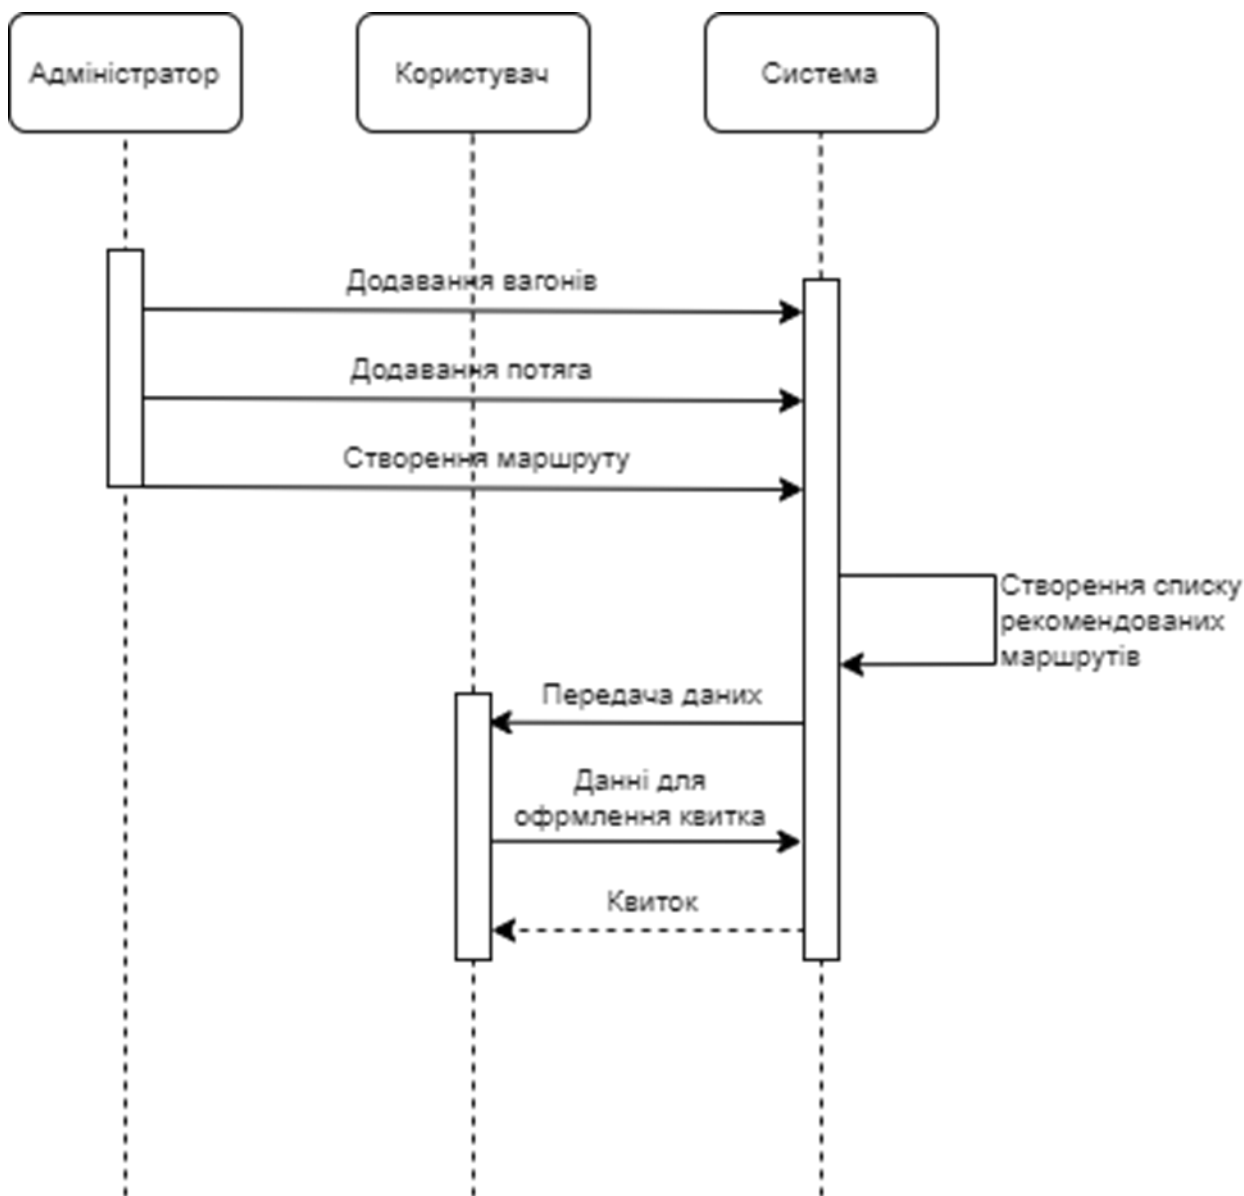 Адміністратор
Користувач
Система
Додавання вагонів
Додавання потяга
Створення маршруту
Створення списку
рекомендованих
маршрутів
Передача даних
Данні для
офрмлення квитка
Квиток